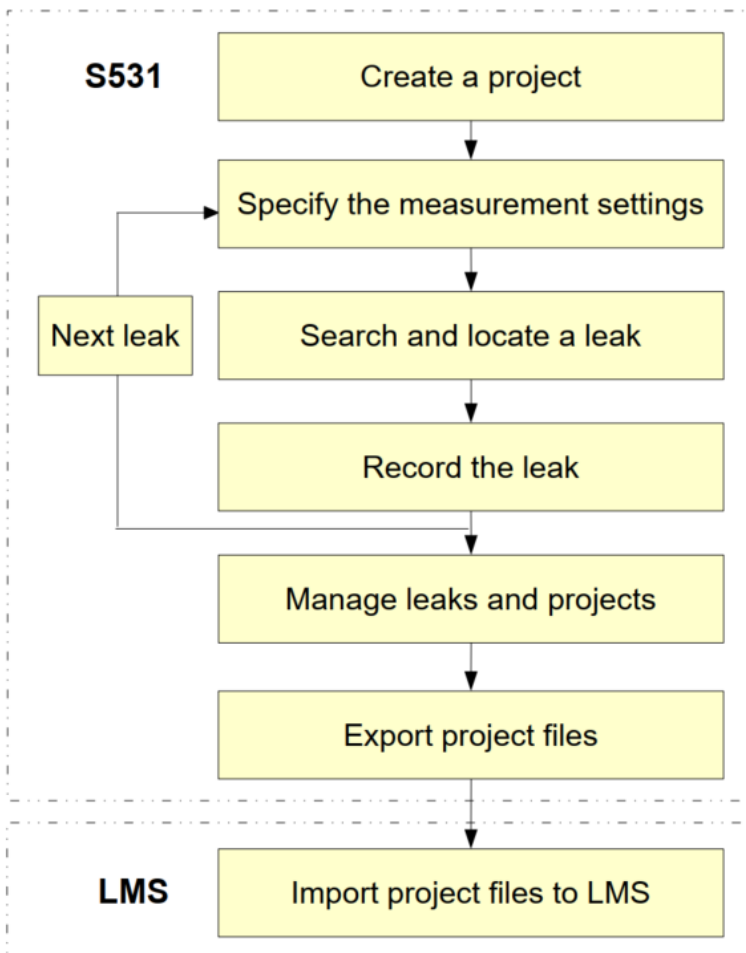 S531
Create a project
Specify the measurement settings
Next leak
Search and locate a leak
Record the leak
Manage leaks and projects
Export project files
LMS
Import project files to LMS